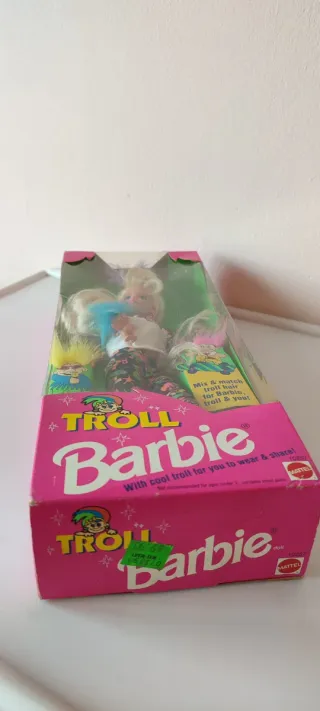 Mix & match
troll hair
for Barbie,
troll & you!
TROLL
Barbie®
With cool troll for you to wear & share!
MATTEL
TROLL
Barbie
MATTEL